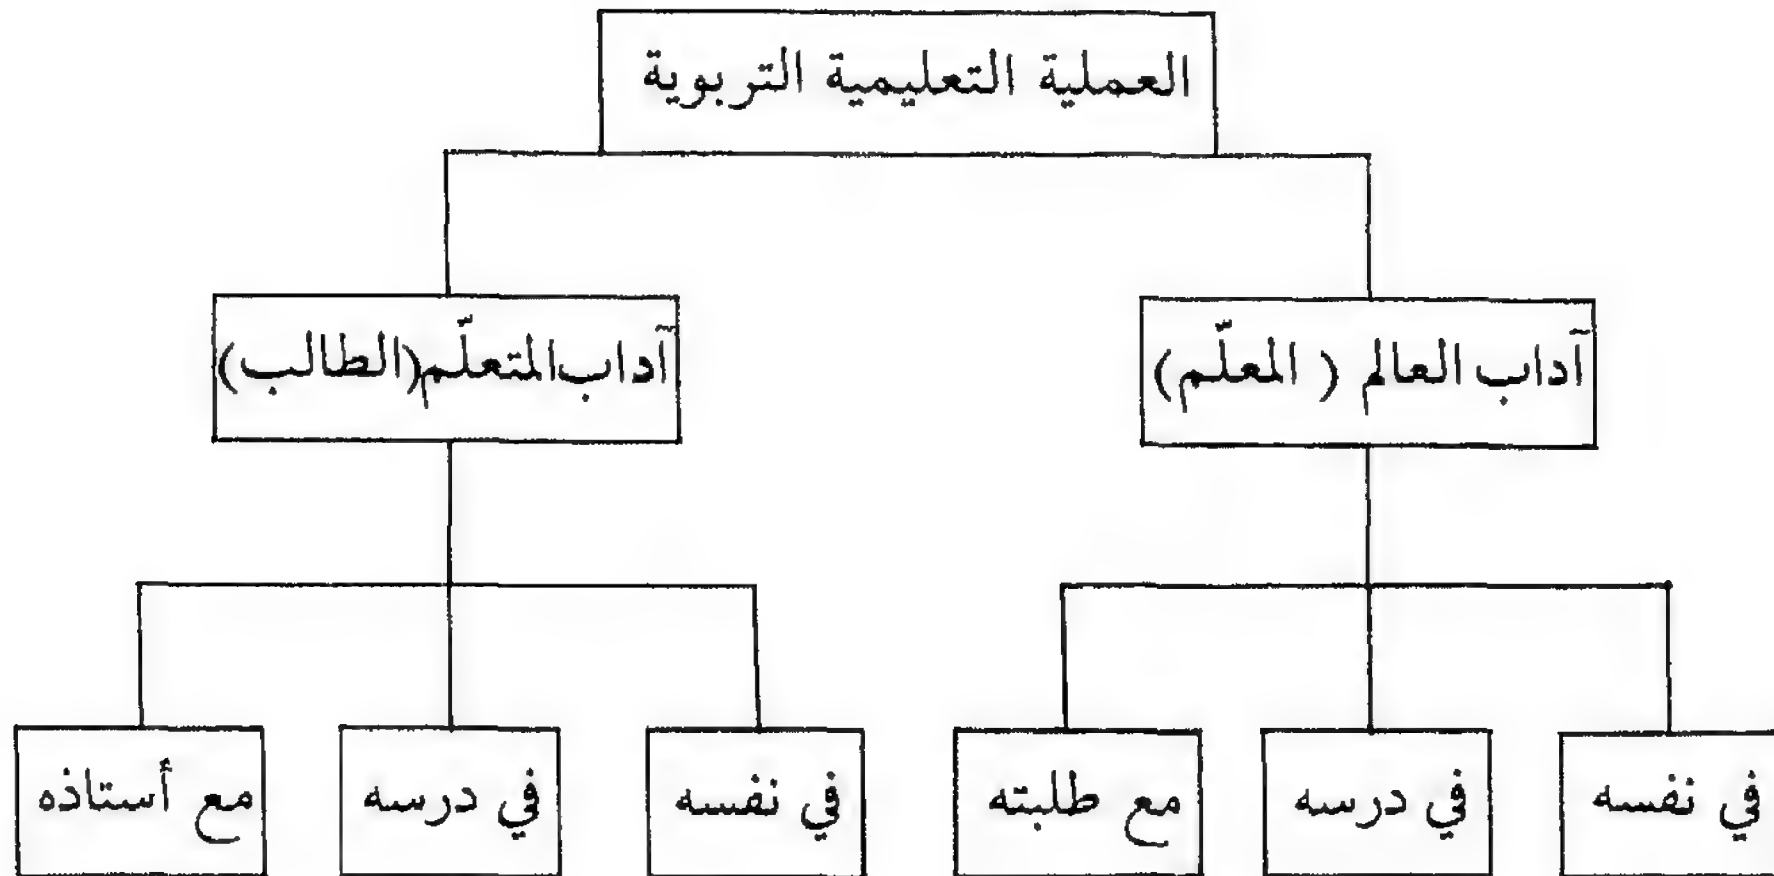 العملية التعليمية التربوية
آداب العالم ( المعلّم)
آداب المتعلّم(الطالب)
في نفسه
في درسه
مع طلبته
في نفسه
في درسه
مع أستاذه